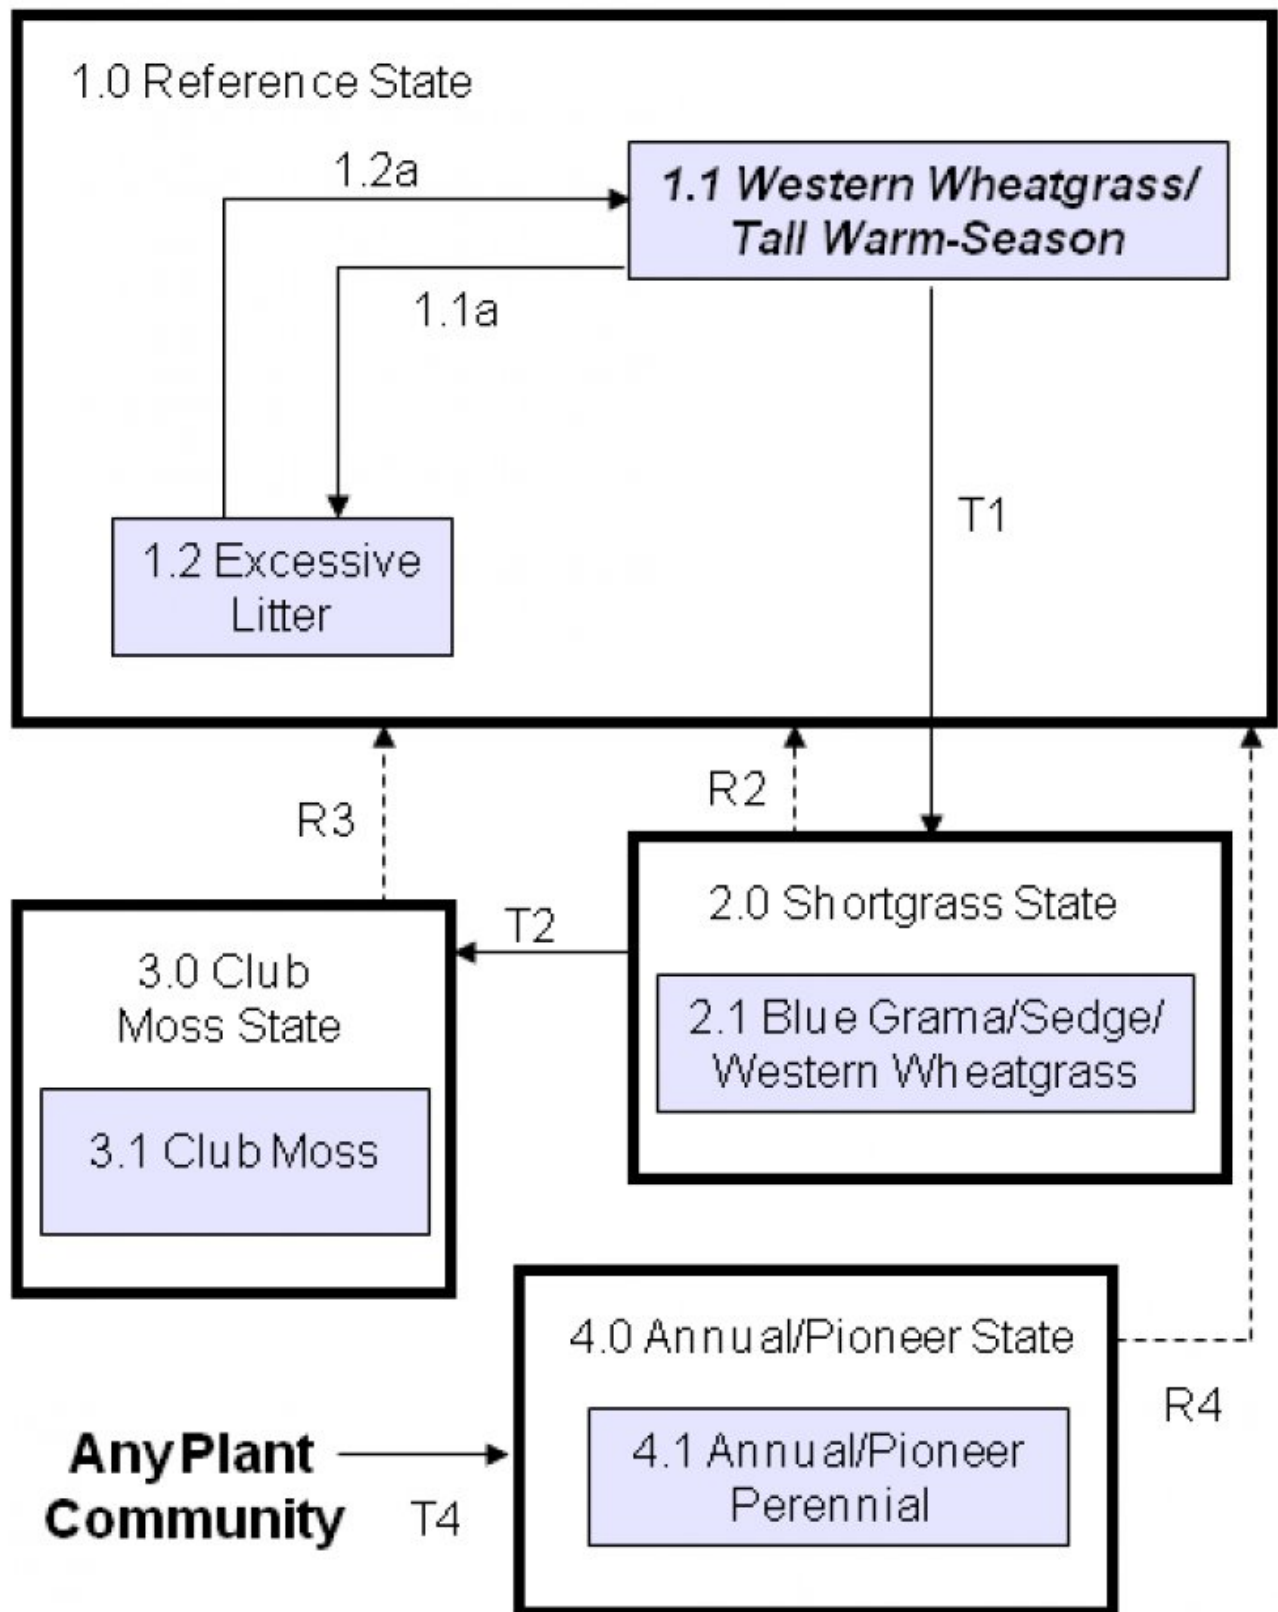 1.0 Reference State
1.2a
1.1 Western Wheatgrass/
Tall Warm-Season
1.1a
T1
1.2 Excessive
Litter
R3
R2
2.0 Shortgrass State
T2
3.0 Club
Moss State
2.1 Blue Grama/Sedge/
Western Wheatgrass
3.1 Club Moss
4.0 Annual/Pioneer State
R4
4.1 Annual/Pioneer
Perennial
Any Plant
Community
T4